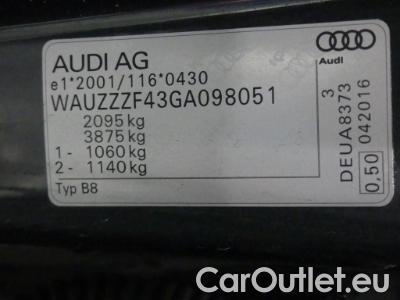 AUDI AG
Audi
e1*2001/116*0430
WAUZZZF43GA098051
2095 kg
3875 kg
1- 1060 kg
2- 1140 kg
Typ B8
DEUA8373 3
0,50 042016
CarOutlet.eu